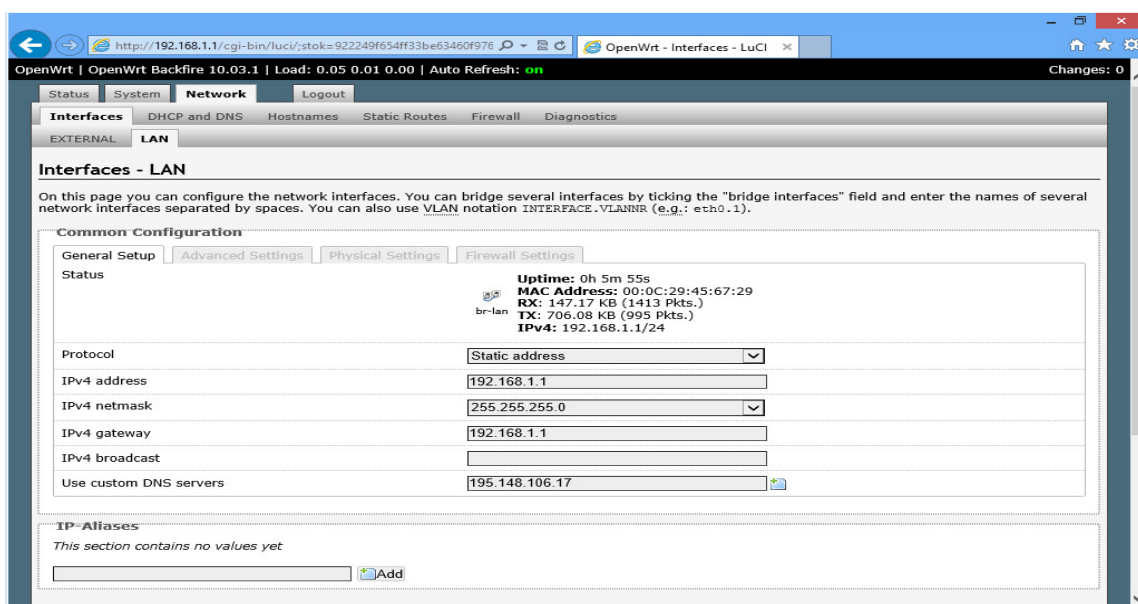 http://192.168.1.1/cgi-bin/luci/;stok=922249f654ff33be63460f976
OpenWrt - Interfaces - LuCI
OpenWrt | OpenWrt Backfire 10.03.1 | Load: 0.05 0.01 0.00 | Auto Refresh: on Changes: 0
Status System Network Logout
Interfaces DHCP and DNS Hostnames Static Routes Firewall Diagnostics
EXTERNAL LAN
Interfaces - LAN
On this page you can configure the network interfaces. You can bridge several interfaces by ticking the "bridge interfaces" field and enter the names of several
network interfaces separated by spaces. You can also use VLAN notation INTERFACE.VLANNR (e.g.: eth0.1).
Common Configuration
General Setup Advanced Settings Physical Settings Firewall Settings
Status
br-lan
Uptime: 0h 5m 55s
MAC Address: 00:0C:29:45:67:29
RX: 147.17 KB (1413 Pkts.)
TX: 706.08 KB (995 Pkts.)
IPv4: 192.168.1.1/24
Protocol Static address
IPv4 address 192.168.1.1
IPv4 netmask 255.255.255.0
IPv4 gateway 192.168.1.1
IPv4 broadcast
Use custom DNS servers 195.148.106.17
IP-Aliases
This section contains no values yet
Add